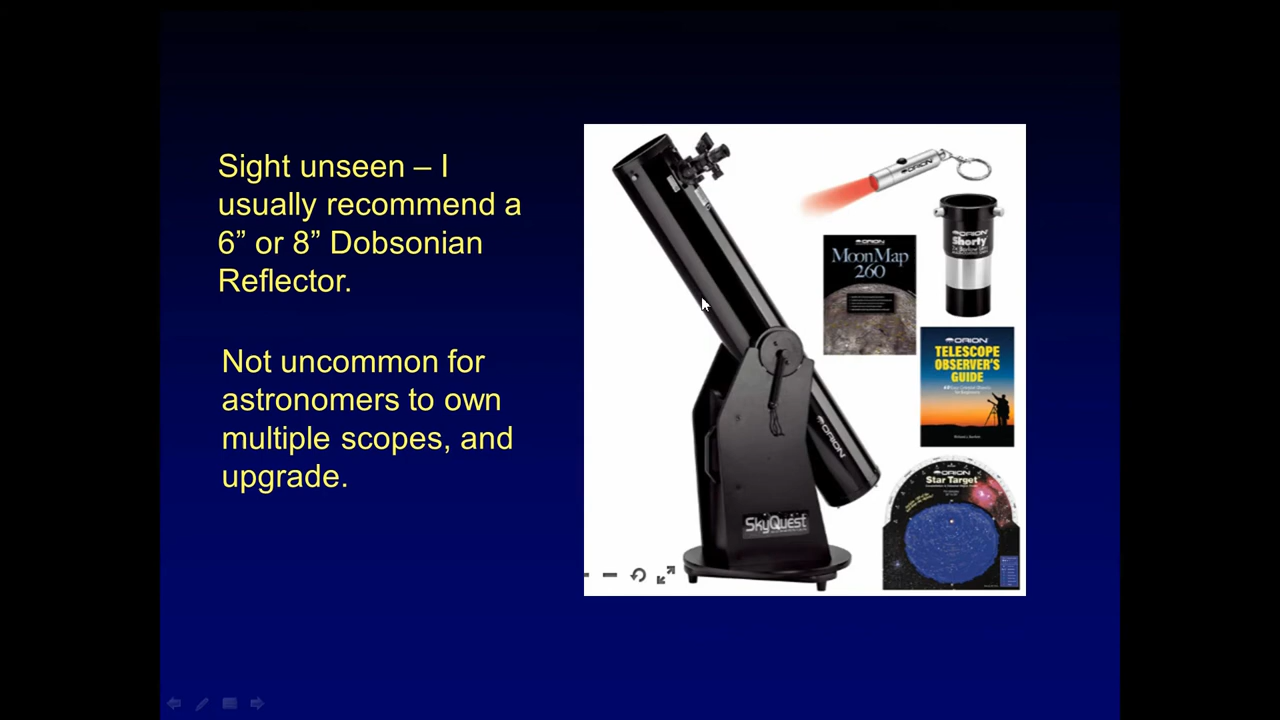 Sight unseen – I
usually recommend a
6” or 8” Dobsonian
Reflector.
Not uncommon for
astronomers to own
multiple scopes, and
upgrade.
ORION
SkyQuest
ORION
ORION
MoonMap
260
ORION
Shorty
ORION
TELESCOPE
OBSERVER'S
GUIDE
ORION
Star Target